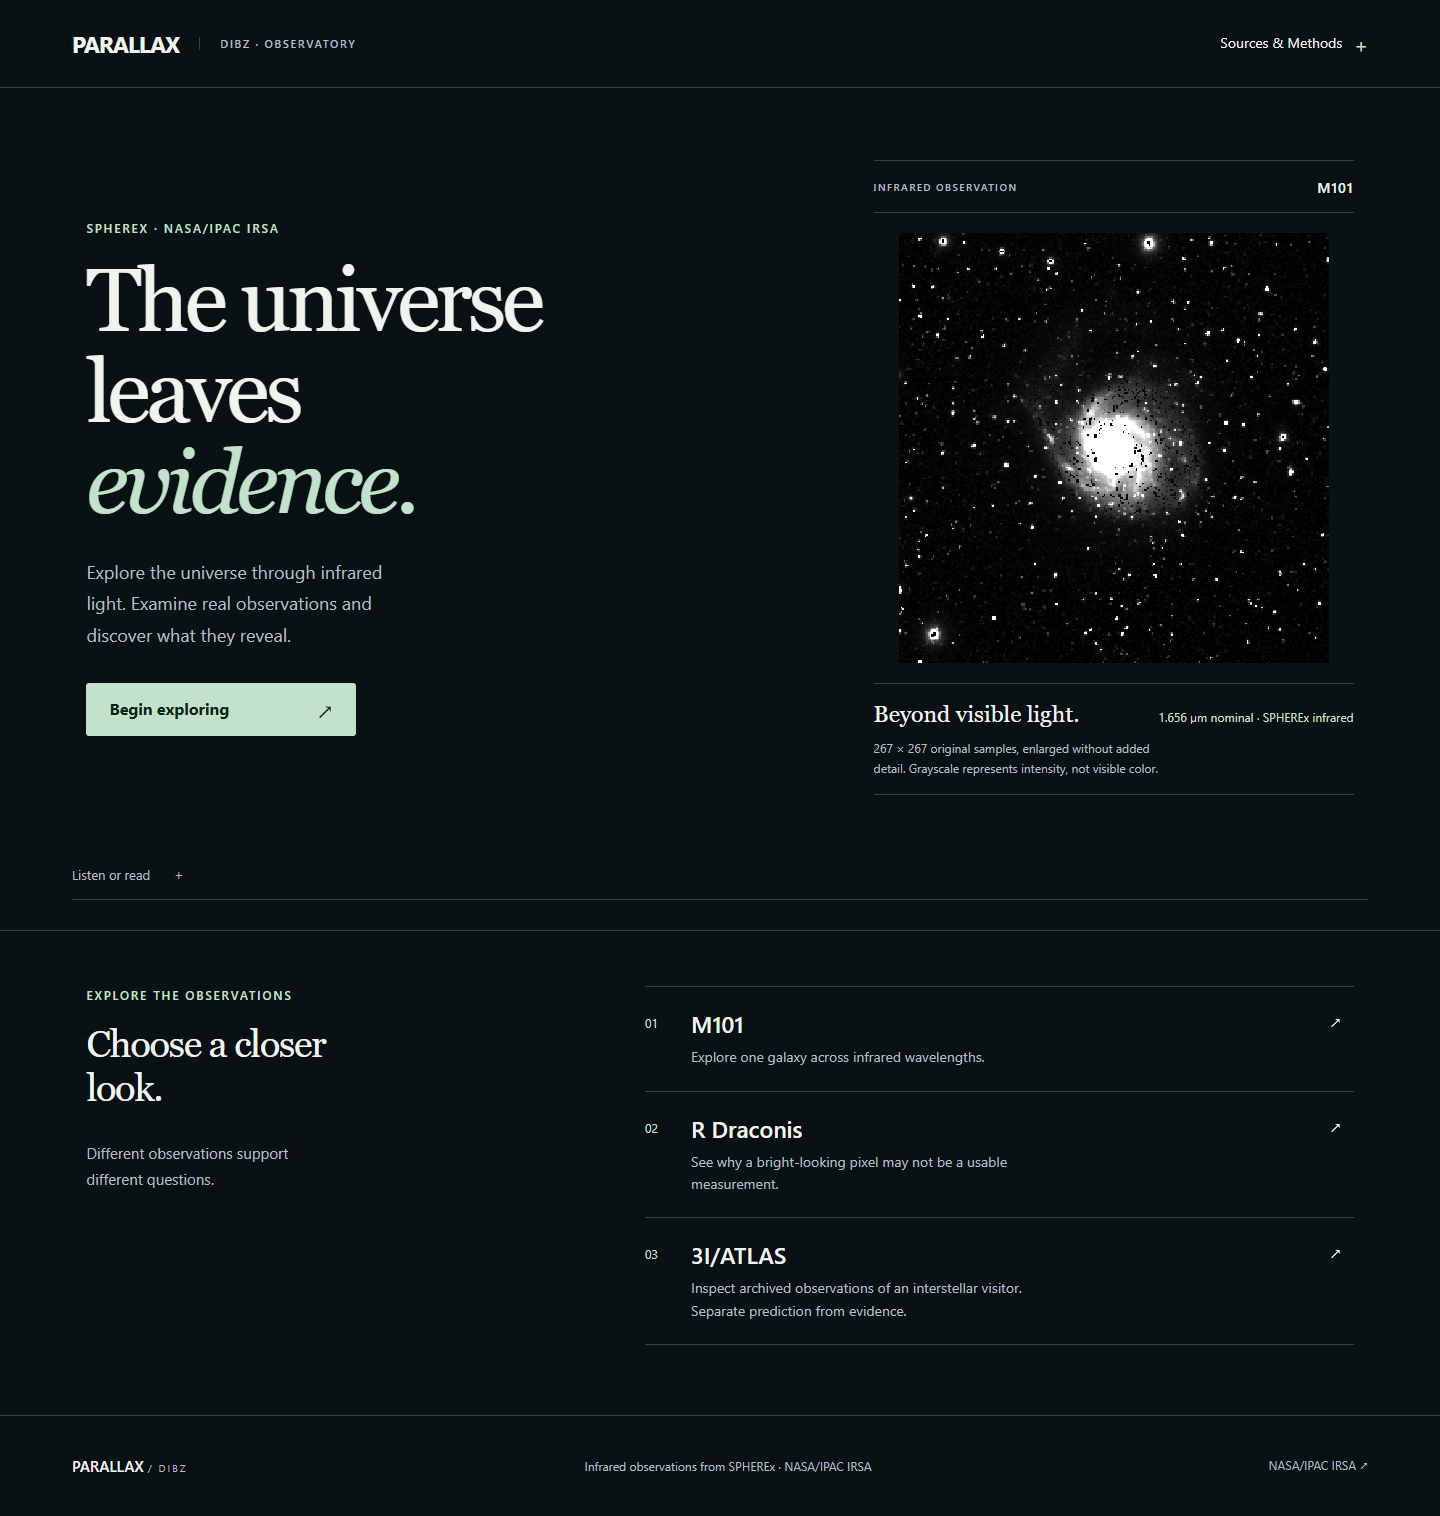 PARALLAX
DIBZ · OBSERVATORY
Sources & Methods +
SPHEREX · NASA/IPAC IRSA
The universe
leaves
evidence.
Explore the universe through infrared
light. Examine real observations and
discover what they reveal.
Begin exploring ↗
INFRARED OBSERVATION
M101
Beyond visible light.
1.656 µm nominal · SPHEREx infrared
267 × 267 original samples, enlarged without added
detail. Grayscale represents intensity, not visible color.
Listen or read +
EXPLORE THE OBSERVATIONS
Choose a closer
look.
Different observations support
different questions.
01 M101 ↗
Explore one galaxy across infrared wavelengths.
02 R Draconis ↗
See why a bright-looking pixel may not be a usable
measurement.
03 3I/ATLAS ↗
Inspect archived observations of an interstellar visitor.
Separate prediction from evidence.
PARALLAX / DIBZ
Infrared observations from SPHEREx · NASA/IPAC IRSA
NASA/IPAC IRSA ↗